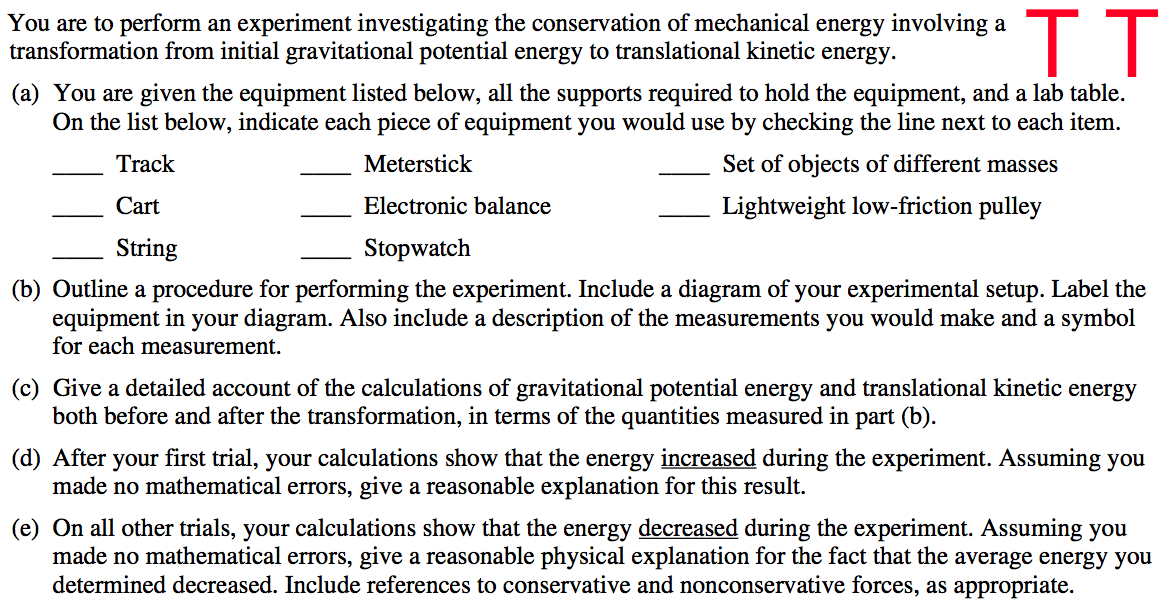 You are to perform an experiment investigating the conservation of mechanical energy involving a
transformation from initial gravitational potential energy to translational kinetic energy.
T T
(a) You are given the equipment listed below, all the supports required to hold the equipment, and a lab table.
On the list below, indicate each piece of equipment you would use by checking the line next to each item.
____ Track ____ Meterstick ____ Set of objects of different masses
____ Cart ____ Electronic balance ____ Lightweight low-friction pulley
____ String ____ Stopwatch
(b) Outline a procedure for performing the experiment. Include a diagram of your experimental setup. Label the
equipment in your diagram. Also include a description of the measurements you would make and a symbol
for each measurement.
(c) Give a detailed account of the calculations of gravitational potential energy and translational kinetic energy
both before and after the transformation, in terms of the quantities measured in part (b).
(d) After your first trial, your calculations show that the energy increased during the experiment. Assuming you
made no mathematical errors, give a reasonable explanation for this result.
(e) On all other trials, your calculations show that the energy decreased during the experiment. Assuming you
made no mathematical errors, give a reasonable physical explanation for the fact that the average energy you
determined decreased. Include references to conservative and nonconservative forces, as appropriate.